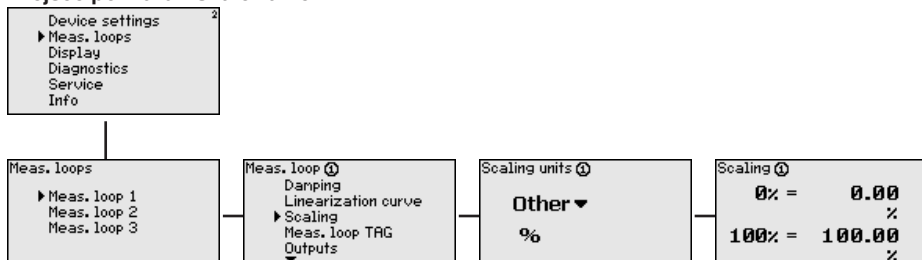 Device settings
2
Meas. loops
Display
Diagnostics
Service
Info
Meas. loops
Meas. loop 1
Meas. loop 2
Meas. loop 3
Meas. loop ①
Damping
Linearization curve
Scaling
Meas. loop TAG
Outputs
Scaling units ①
Other
%
Scaling ①
0% = 0.00
%
100% = 100.00
%